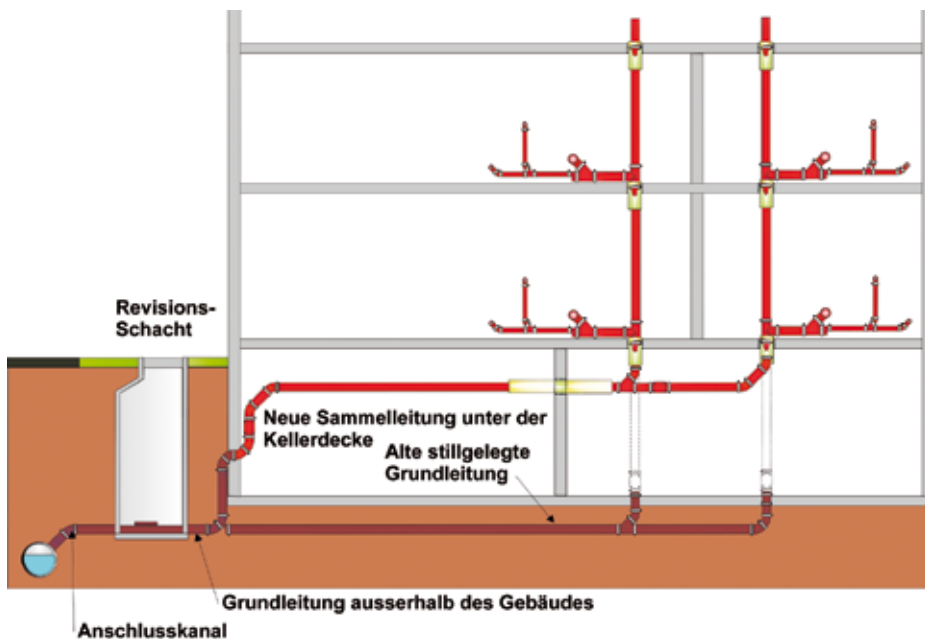 Revisions-
Schacht
Neue Sammelleitung unter der
Kellerdecke
Alte stillgelegte
Grundleitung
Grundleitung ausserhalb des Gebäudes
Anschlusskanal